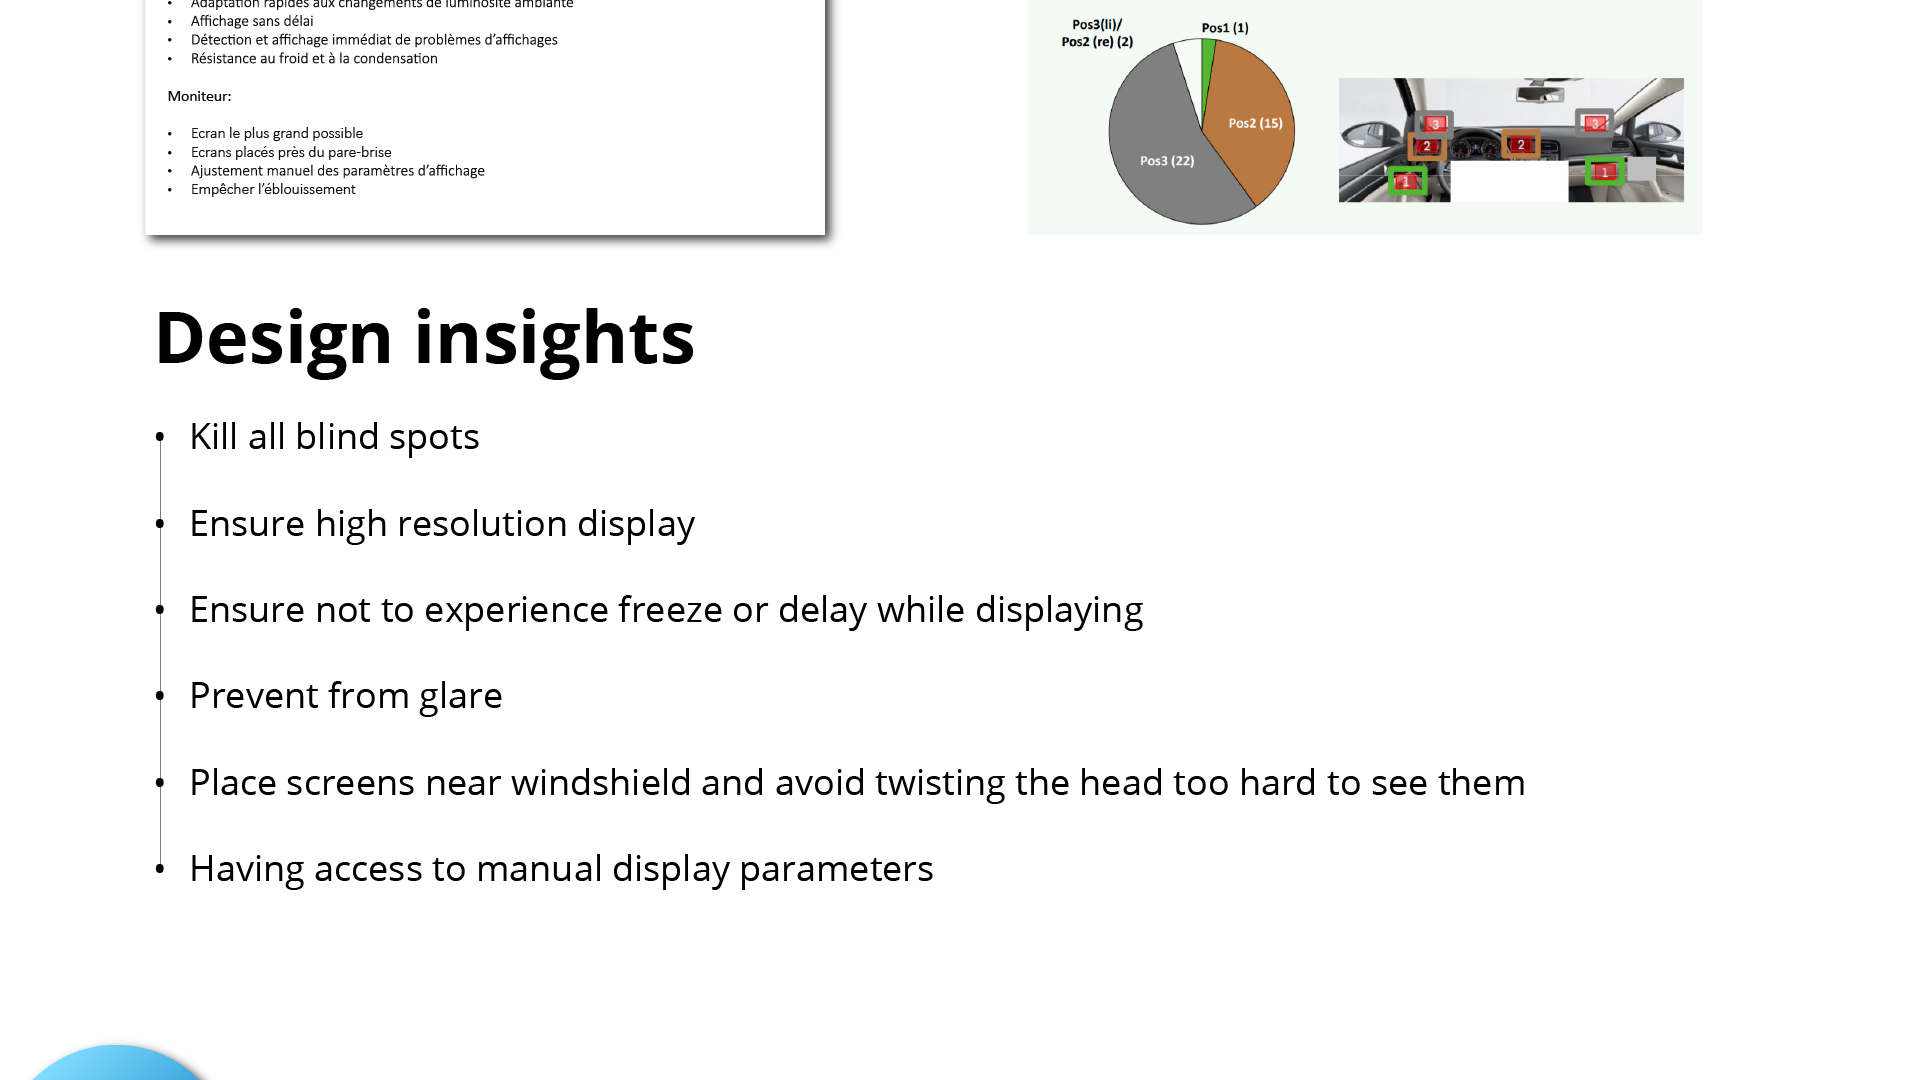 Adaptation rapides aux changements de luminosité ambiante
Affichage sans délai
Détection et affichage immédiat de problèmes d'affichages
Résistance au froid et à la condensation
Moniteur:
Ecran le plus grand possible
Ecrans placés près du pare-brise
Ajustement manuel des paramètres d'affichage
Empêcher l'éblouissement
Pos3(li)/
Pos2 (re) (2)
Pos1 (1)
Pos2 (15)
Pos3 (22)
3
3
2
2
1
1
Design insights
• Kill all blind spots
• Ensure high resolution display
• Ensure not to experience freeze or delay while displaying
• Prevent from glare
• Place screens near windshield and avoid twisting the head too hard to see them
• Having access to manual display parameters